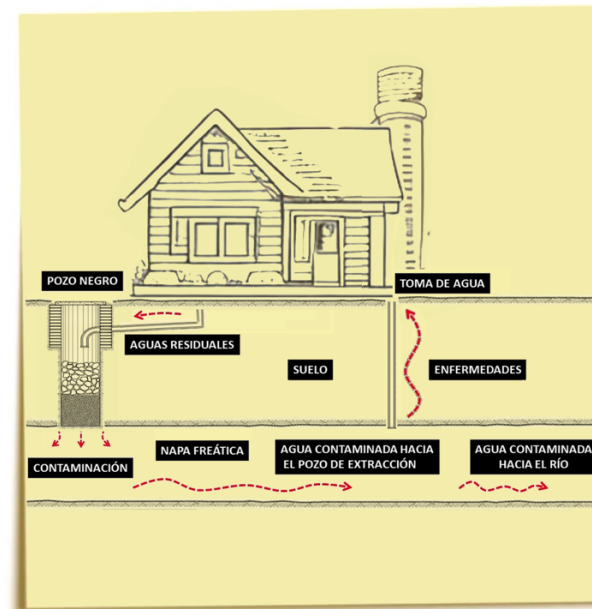 POZO NEGRO
TOMA DE AGUA
AGUAS RESIDUALES
SUELO
ENFERMEDADES
CONTAMINACIÓN
NAPA FREÁTICA
AGUA CONTAMINADA HACIA
EL POZO DE EXTRACCIÓN
AGUA CONTAMINADA
HACIA EL RÍO